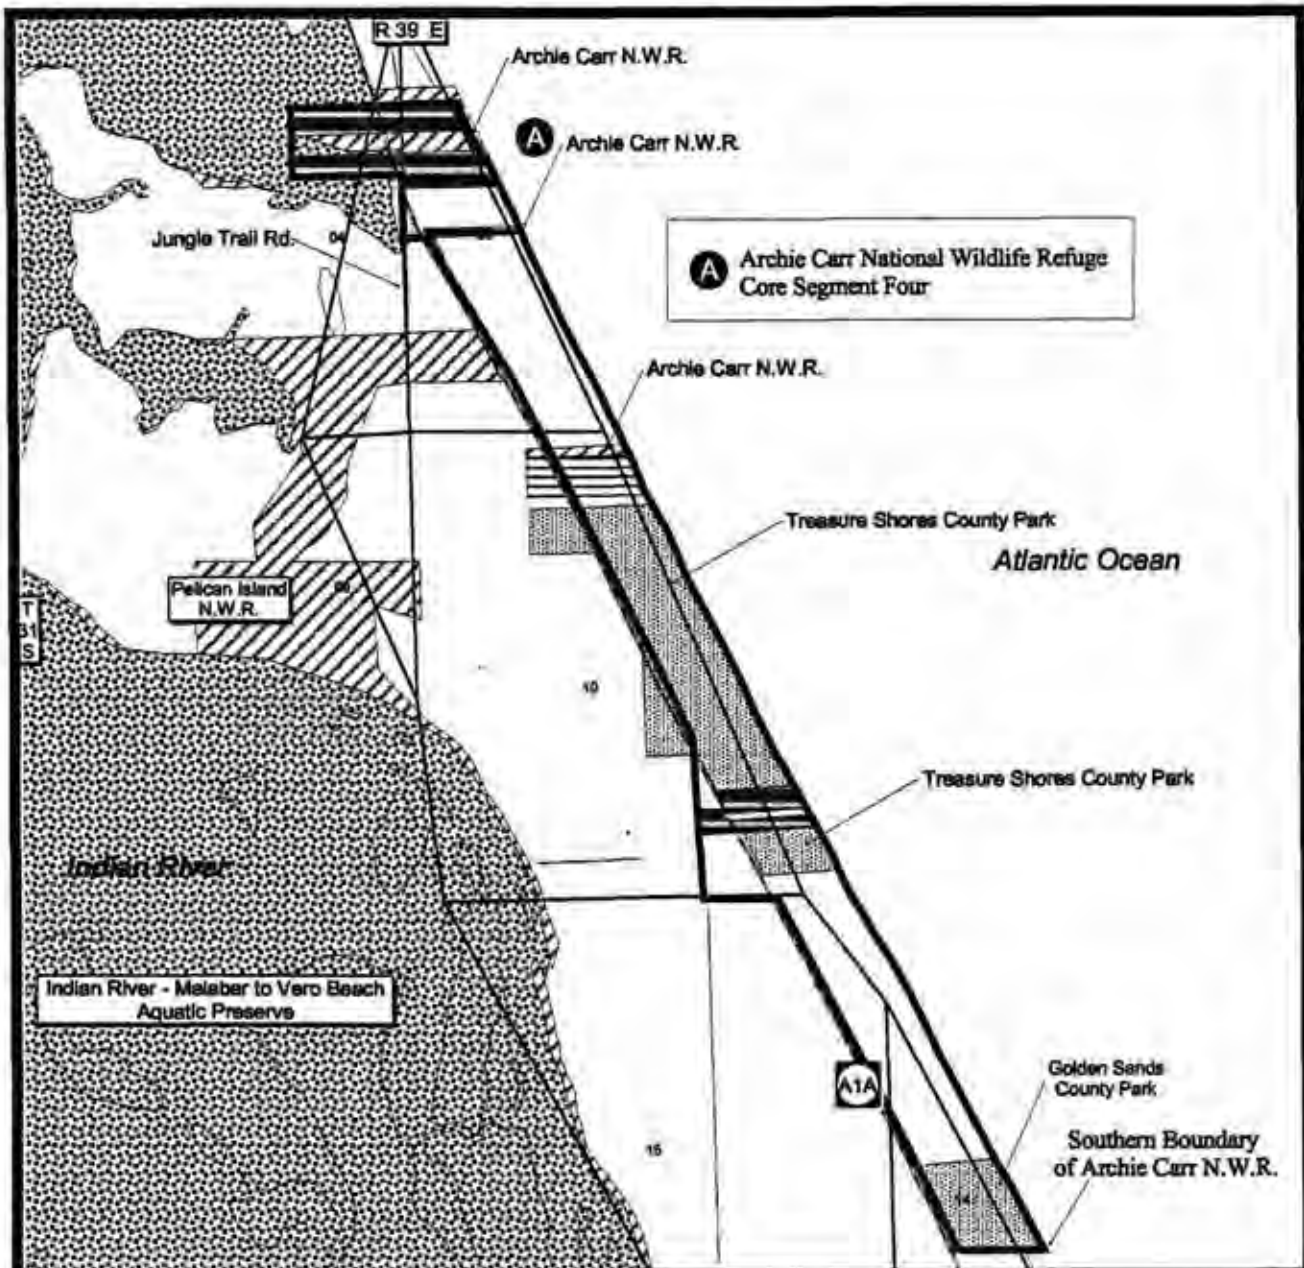 R 39 E
Archie Carr N.W.R.
A
Archie Carr N.W.R.
Jungle Trail Rd.
04
A
Archie Carr National Wildlife Refuge
Core Segment Four
Archie Carr N.W.R.
Treasure Shores County Park
Atlantic Ocean
Pelican Island
N.W.R.
T
31
S
10
Treasure Shores County Park
Indian River
Indian River - Malabar to Vero Beach
Aquatic Preserve
A1A
Golden Sands
County Park
15
Southern Boundary
of Archie Carr N.W.R.
14